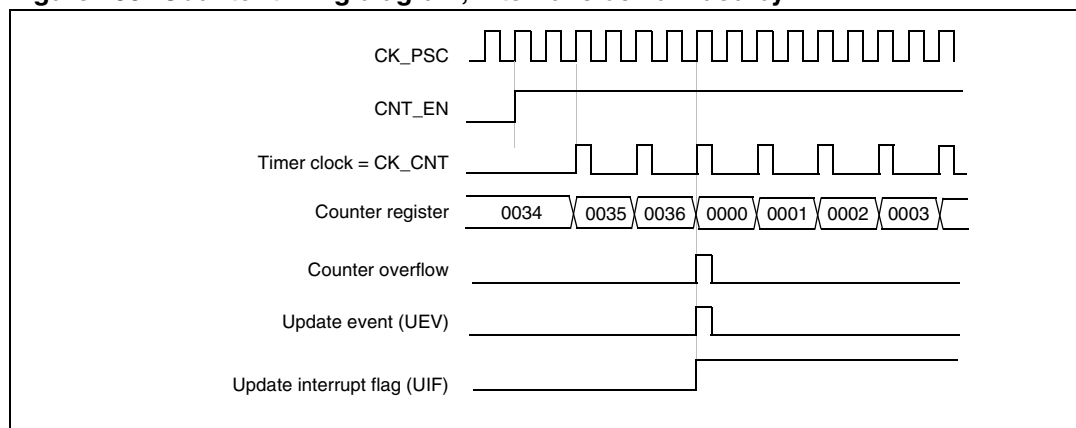 CK_PSC
CNT_EN
Timer clock = CK_CNT
Counter register 0034 0035 0036 0000 0001 0002 0003
Counter overflow
Update event (UEV)
Update interrupt flag (UIF)